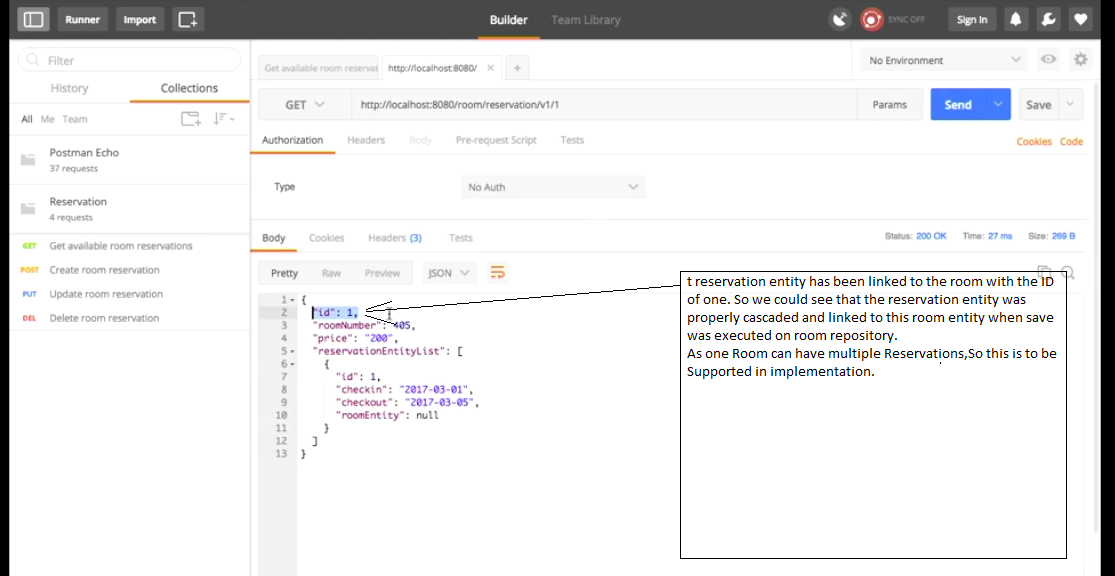 Runner
Import
Builder
Team Library
SYNC OFF
Sign In
Filter
History
Collections
All Me Team
Postman Echo
37 requests
Reservation
4 requests
GET Get available room reservations
POST Create room reservation
PUT Update room reservation
DEL Delete room reservation
Get available room reservat
http://localhost:8080/
No Environment
GET
http://localhost:8080/room/reservation/v1/1
Params
Send
Save
Authorization
Headers
Body
Pre-request Script
Tests
Cookies
Code
Type
No Auth
Body
Cookies
Headers (3)
Tests
Status: 200 OK Time: 27 ms Size: 269 B
Pretty
Raw
Preview
JSON
1 {
2 "id": 1,
3 "roomNumber": 405,
4 "price": "200",
5 "reservationEntityList": [
6 {
7 "id": 1,
8 "checkin": "2017-03-01",
9 "checkout": "2017-03-05",
10 "roomEntity": null
11 }
12 ]
13 }
t reservation entity has been linked to the room with the ID
of one. So we could see that the reservation entity was
properly cascaded and linked to this room entity when save
was executed on room repository.
As one Room can have multiple Reservations,So this is to be
Supported in implementation.